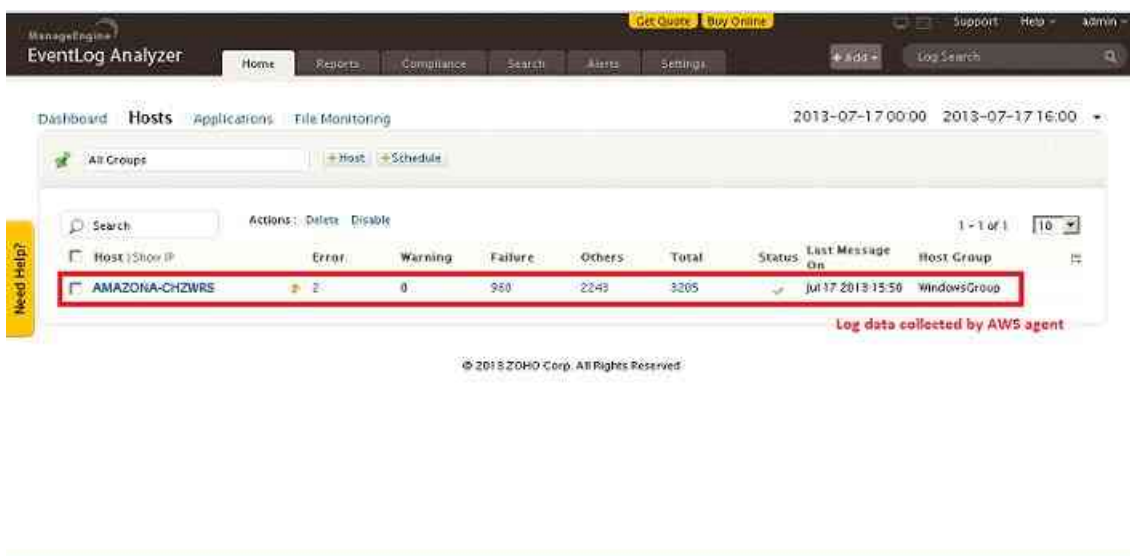 Get Quote Buy Online Support Help admin
ManageEngine
EventLog Analyzer Home Reports Compliance Search Alerts Settings + Add Log Search
Dashboard Hosts Applications File Monitoring 2013-07-17 00:00 2013-07-17 16:00
All Groups + Host + Schedule
Search Actions : Delete Disable 1 - 1 of 1 10
Host | Show IP Error Warning Failure Others Total Status Last Message On Host Group
AMAZONA-CHZWRS 2 0 960 2243 3205 Jul 17 2013 15:50 WindowsGroup
Log data collected by AWS agent
Need Help?
© 2013 ZOHO Corp. All Rights Reserved